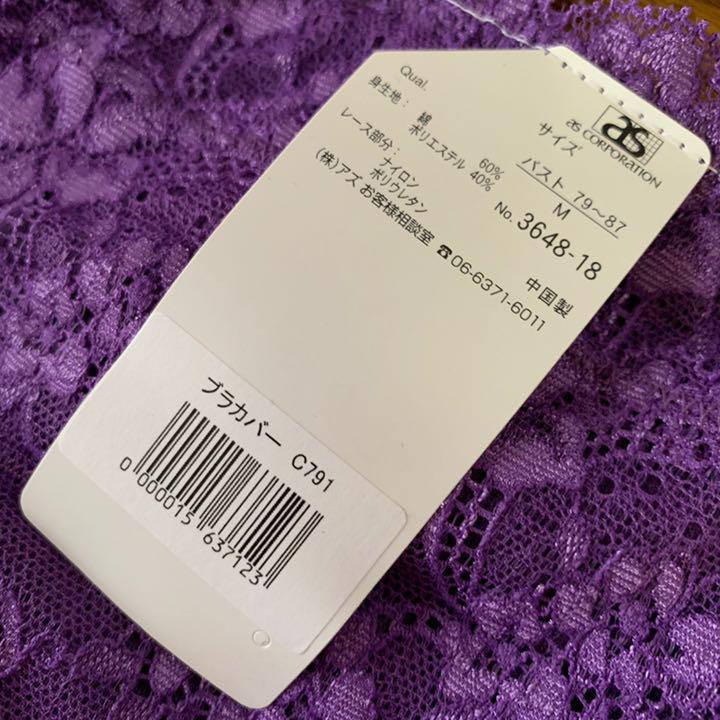 as
as CORPORATION
サイズ
バスト 79〜87
M
No. 3648-18
中国製
Qual.
身生地: 綿 60%
ポリエステル 40%
レース部分: ナイロン
ポリウレタン
(株)アズ お客様相談室 ☎06-6371-6011
ブラカバー C791
0 000015 637123